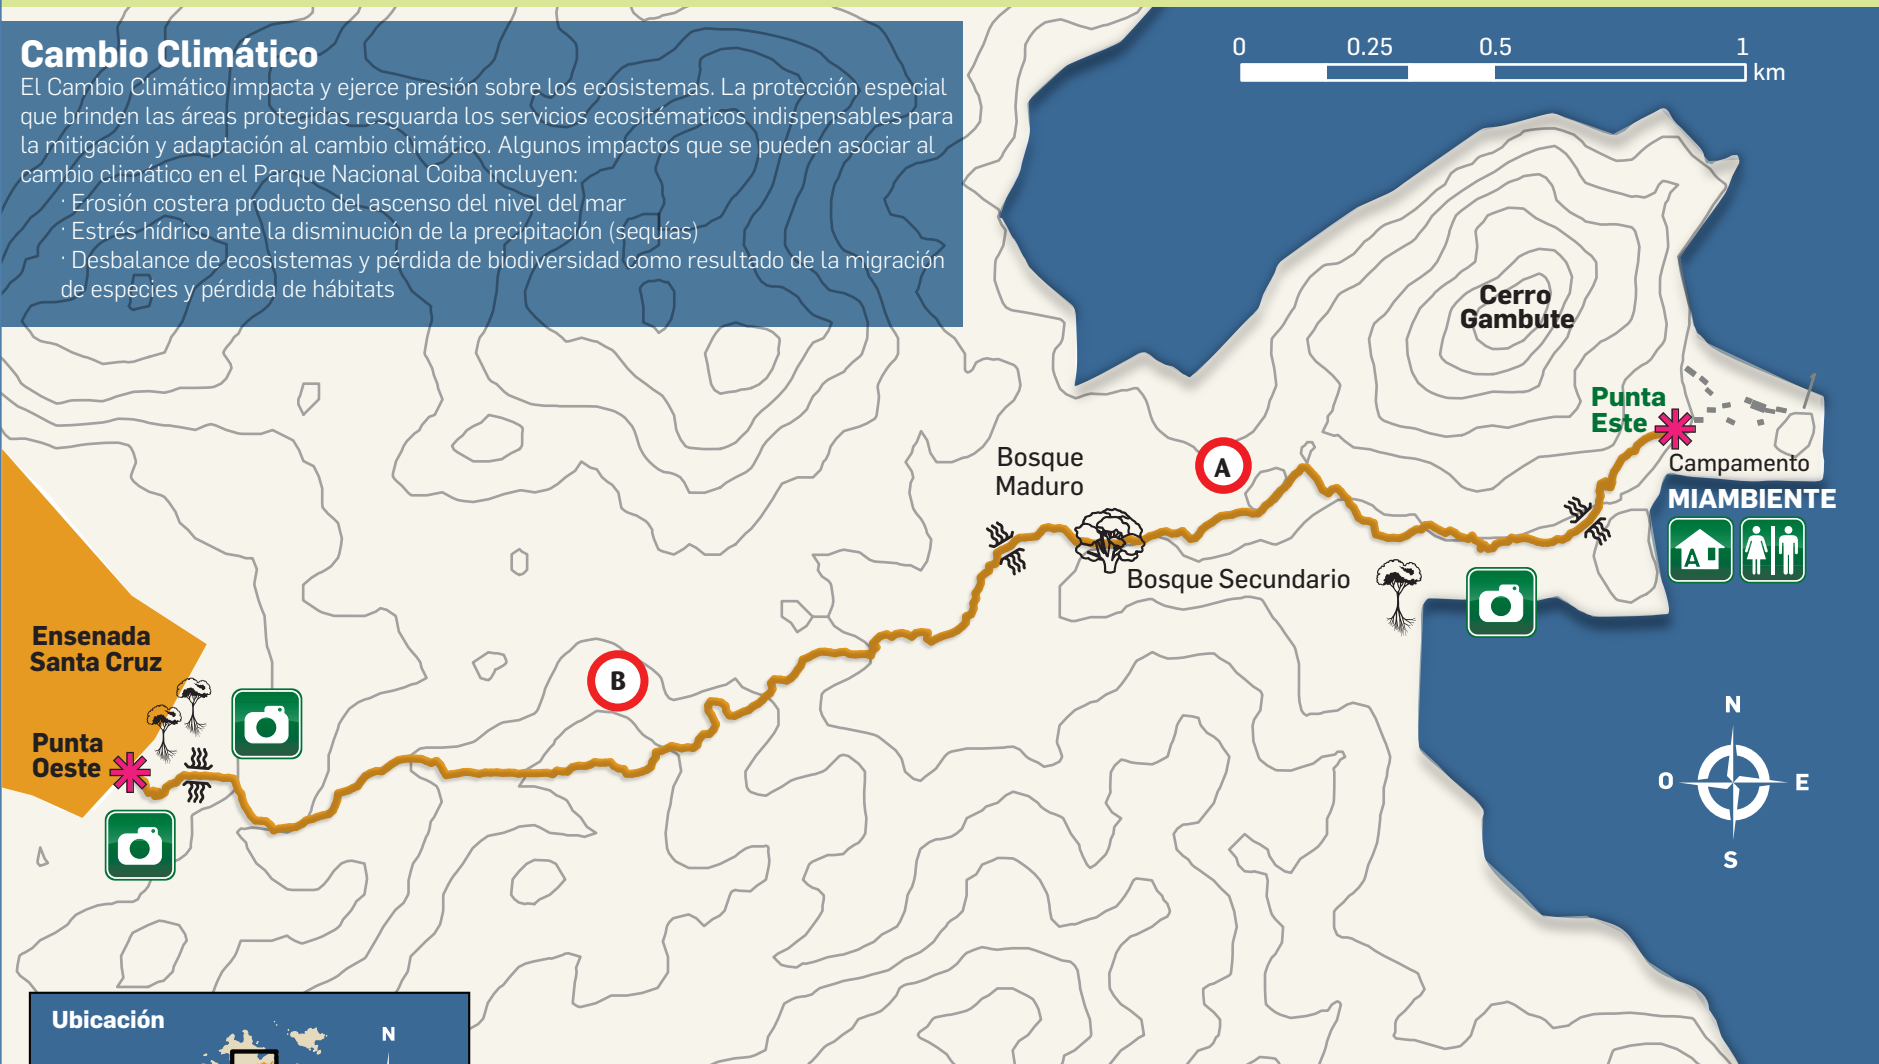 Cambio Climático
El Cambio Climático impacta y ejerce presión sobre los ecosistemas. La protección especial
que brinden las áreas protegidas resguarda los servicios ecositématicos indispensables para
la mitigación y adaptación al cambio climático. Algunos impactos que se pueden asociar al
cambio climático en el Parque Nacional Coiba incluyen:
· Erosión costera producto del ascenso del nivel del mar
· Estrés hídrico ante la disminución de la precipitación (sequías)
· Desbalance de ecosistemas y pérdida de biodiversidad como resultado de la migración
de especies y pérdida de hábitats
0 0.25 0.5 1
km
Cerro
Gambute
Punta
Este
Campamento
MIAMBIENTE
A
Bosque
Maduro
A
Bosque Secundario
B
Ensenada
Santa Cruz
Punta
Oeste
N
O E
S
Ubicación
N